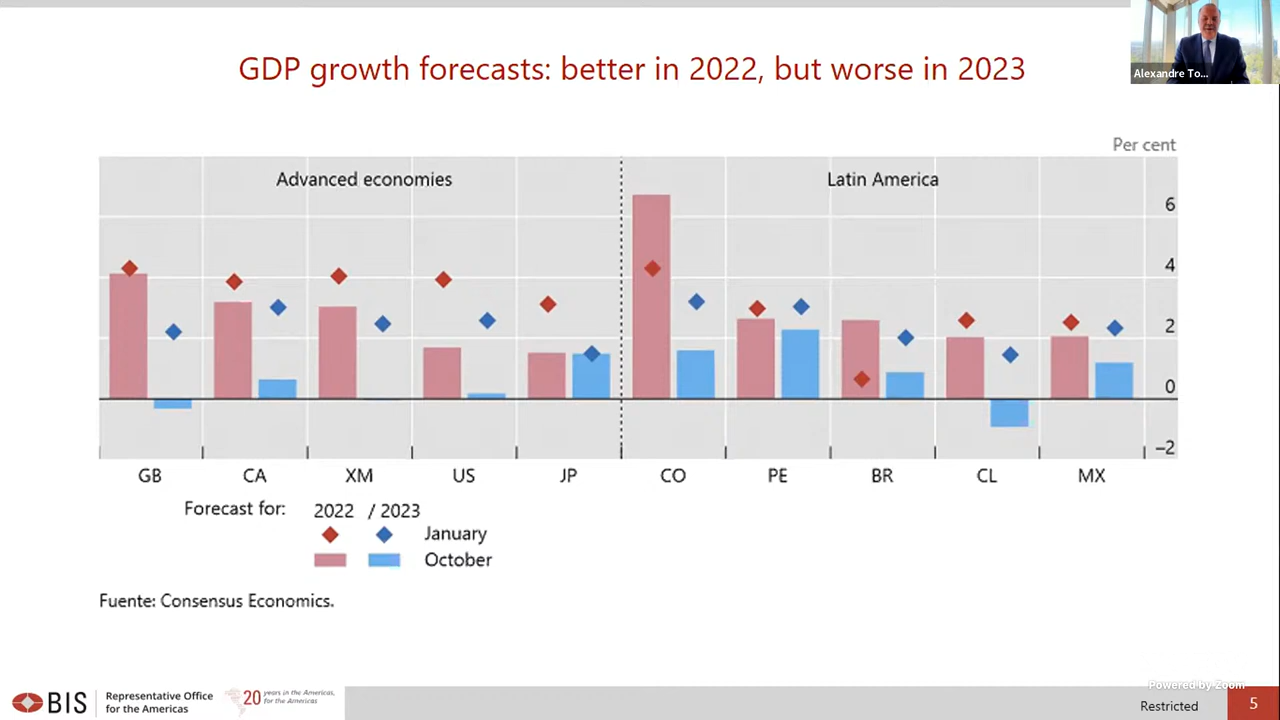 Alexandre To...
GDP growth forecasts: better in 2022, but worse in 2023
Per cent
Advanced economies
Latin America
6
4
2
0
−2
GB CA XM US JP CO PE BR CL MX
Forecast for: 2022 / 2023
January
October
Fuente: Consensus Economics.
BIS
Representative Office
for the Americas
20 years in the Americas,
for the Americas
Powered by Zoom
Restricted
5